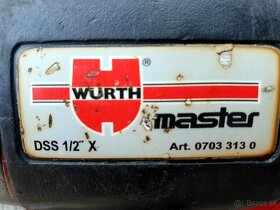 WÜRTH
®
master
DSS 1/2" X
Art. 0703 313 0
© Bazos.sk